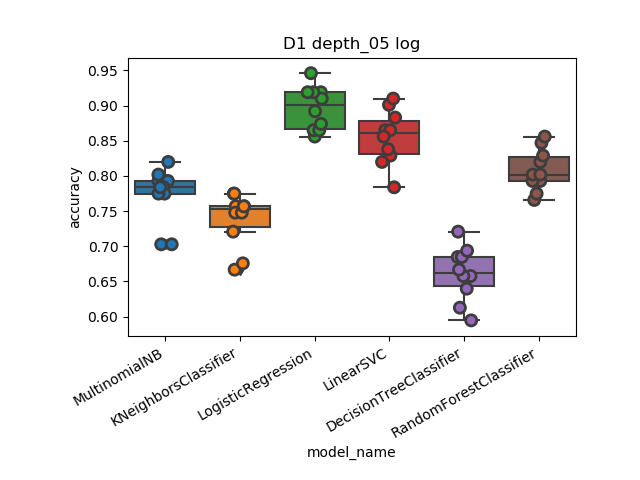 D1 depth_05 log
accuracy
0.95
0.90
0.85
0.80
0.75
0.70
0.65
0.60
MultinomialNB
KNeighborsClassifier
LogisticRegression
LinearSVC
DecisionTreeClassifier
RandomForestClassifier
model_name